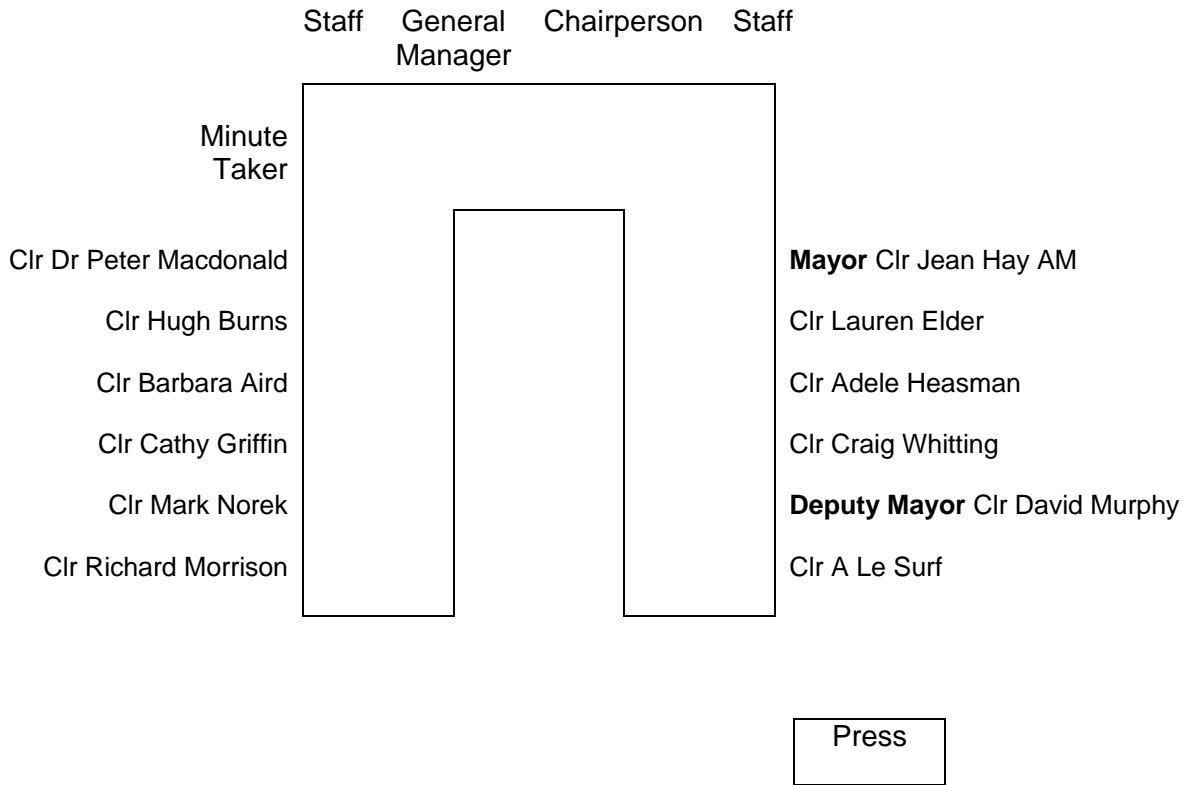 Staff General Manager Chairperson Staff
Minute
Taker
Clr Dr Peter Macdonald
Mayor Clr Jean Hay AM
Clr Hugh Burns
Clr Lauren Elder
Clr Barbara Aird
Clr Adele Heasman
Clr Cathy Griffin
Clr Craig Whitting
Clr Mark Norek
Deputy Mayor Clr David Murphy
Clr Richard Morrison
Clr A Le Surf
Press